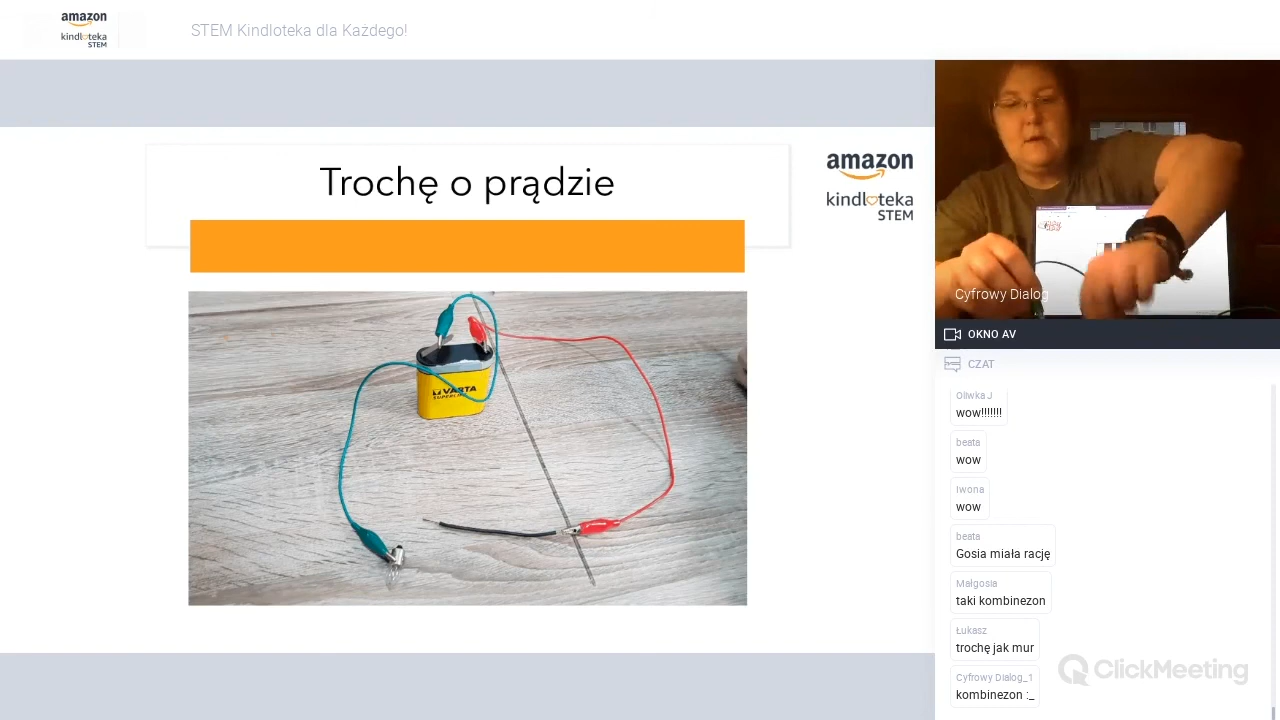 amazon
kindloteka
STEM
STEM Kindloteka dla Każdego!
Trochę o prądzie
amazon
kindloteka
STEM
VARTA
Cyfrowy Dialog
OKNO AV
CZAT
Oliwka J
wow!!!!!!!
beata
wow
Iwona
wow
beata
Gosia miała rację
Małgosia
taki kombinezon
Łukasz
trochę jak mur
Cyfrowy Dialog_1
kombinezon :_
ClickMeeting